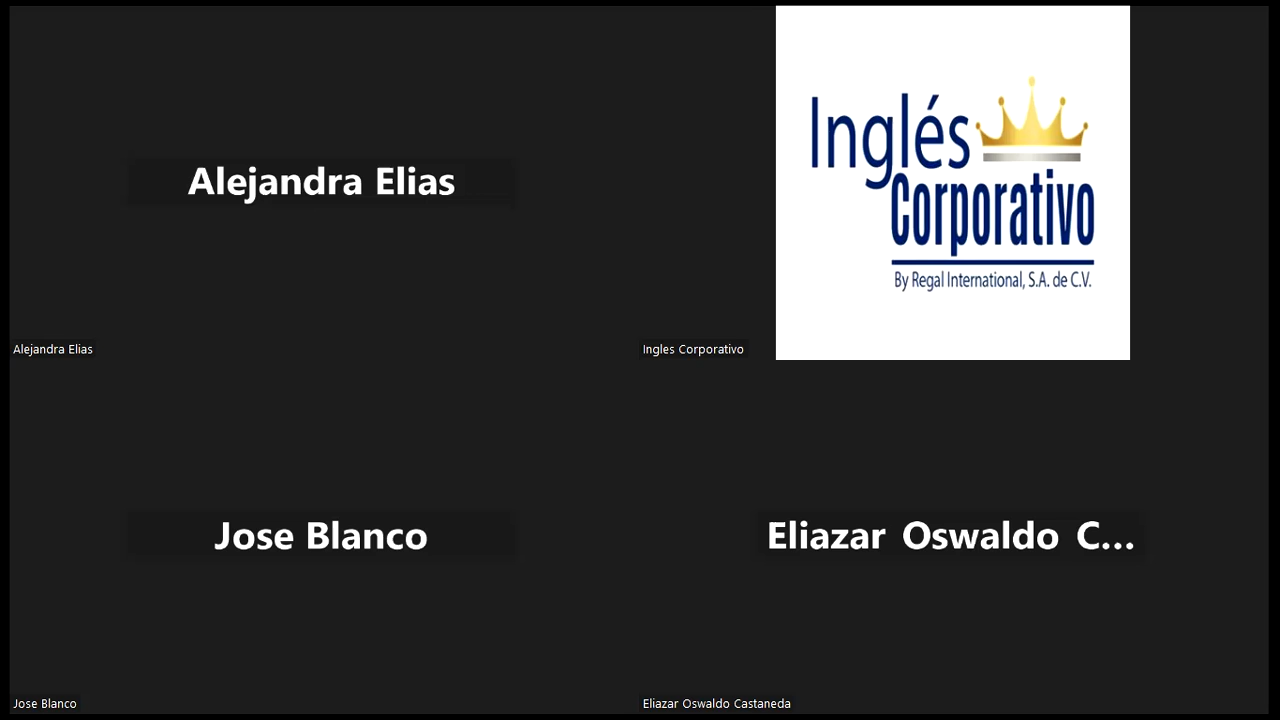 Alejandra Elias
Alejandra Elias
Inglés
Corporativo
By Regal International, S.A. de C.V.
Ingles Corporativo
Jose Blanco
Jose Blanco
Eliazar Oswaldo C...
Eliazar Oswaldo Castaneda